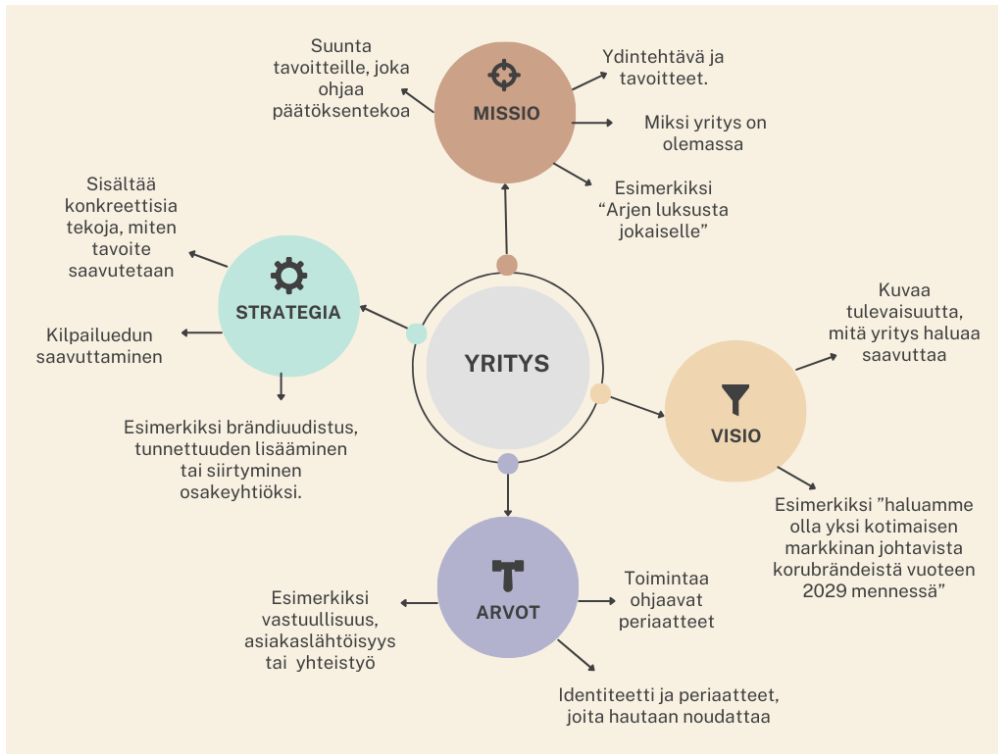 Suunta
tavoitteille, joka
ohjaa
päätöksentekoa
MISSIO
Ydintehtävä ja
tavoitteet.
Miksi yritys on
olemassa
Esimerkiksi
“Arjen luksusta
jokaiselle”
Sisältää
konkreettisia
tekoja, miten
tavoite
saavutetaan
STRATEGIA
Kilpailuedun
saavuttaminen
Esimerkiksi brändiuudistus,
tunnettuuden lisääminen
tai siirtyminen
osakeyhtiöksi.
YRITYS
Kuvaa
tulevaisuutta,
mitä yritys haluaa
saavuttaa
VISIO
Esimerkiksi ”haluamme
olla yksi kotimaisen
markkinan johtavista
korubrändeistä vuoteen
2029 mennessä”
ARVOT
Esimerkiksi
vastuullisuus,
asiakaslähtöisyys
tai yhteistyö
Toimintaa
ohjaavat
periaatteet
Identiteetti ja periaatteet,
joita hautaan noudattaa